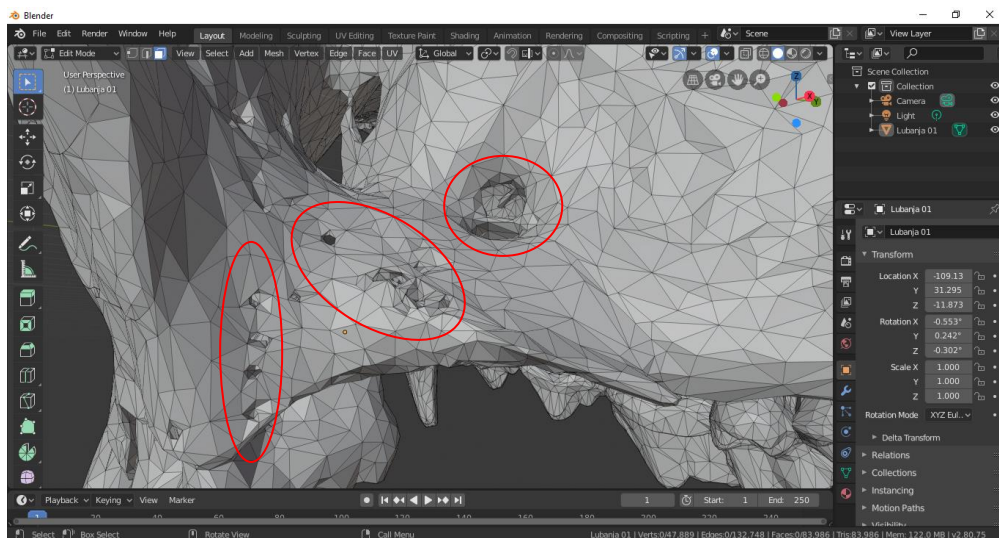 Blender
File Edit Render Window Help Layout Modeling Sculpting UV Editing Texture Paint Shading Animation Rendering Compositing Scripting + Scene View Layer
Edit Mode View Select Add Mesh Vertex Edge Face UV Global
User Perspective
(1) Lubanja 01
Z
X
Y
Scene Collection
Collection
Camera
Light
Lubanja 01
Lubanja 01
Lubanja 01
Transform
Location X -109.13
Y 31.295
Z -11.873
Rotation X -0.553°
Y 0.242°
Z -0.302°
Scale X 1.000
Y 1.000
Z 1.000
Rotation Mode XYZ Eul..
Delta Transform
Relations
Collections
Instancing
Motion Paths
Visibility
Playback Keying View Marker 1 Start: 1 End: 250
1 20 40 60 80 100 120 140 160 180 200 220 240
Select Box Select Rotate View Call Menu Lubanja 01 | Verts:0/47.889 | Edges:0/132.748 | Faces:0/83.986 | Tris:83.986 | Mem: 122.0 MB | v2.80.75